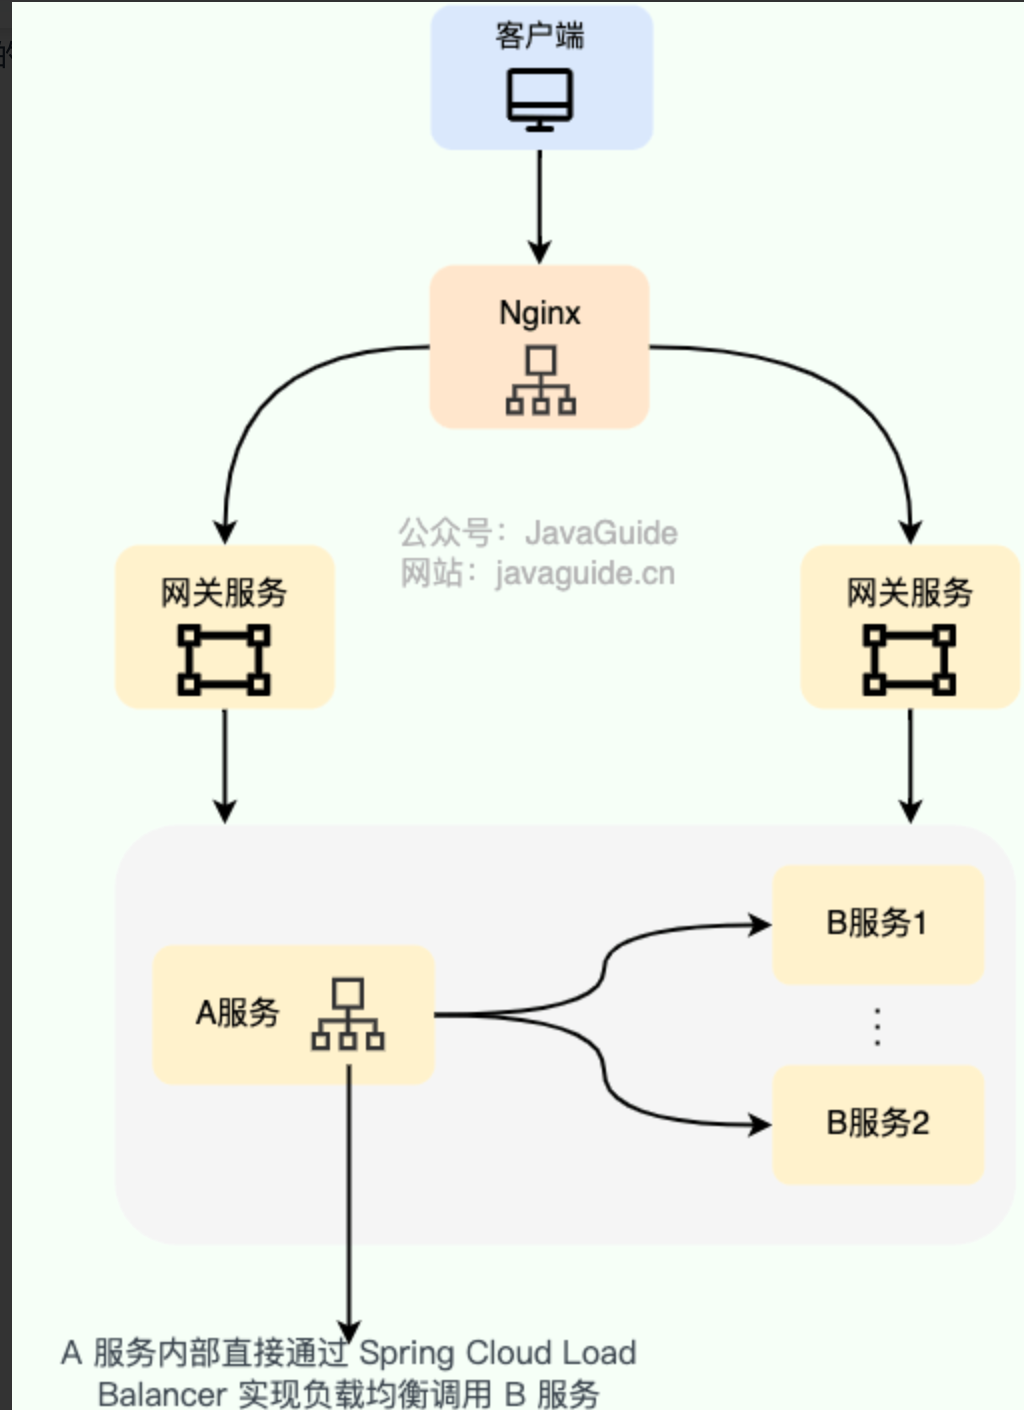 的
客户端
Nginx
公众号：JavaGuide
网站：javaguide.cn
网关服务
网关服务
B服务1
A服务
B服务2
A 服务内部直接通过 Spring Cloud Load
Balancer 实现负载均衡调用 B 服务